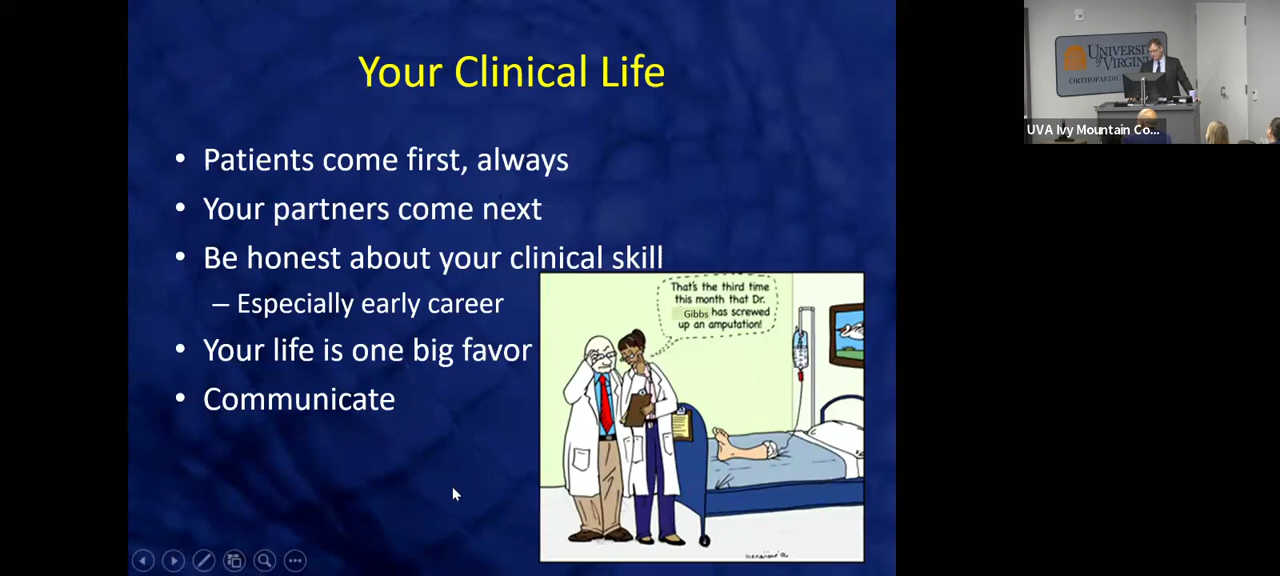 Your Clinical Life
• Patients come first, always
• Your partners come next
• Be honest about your clinical skill
– Especially early career
• Your life is one big favor
• Communicate
That's the third time
this month that Dr.
Gibbs has screwed
up an amputation!
UNIVERSITY
of VIRGINIA
ORTHOPAEDIC
UVA Ivy Mountain Co...